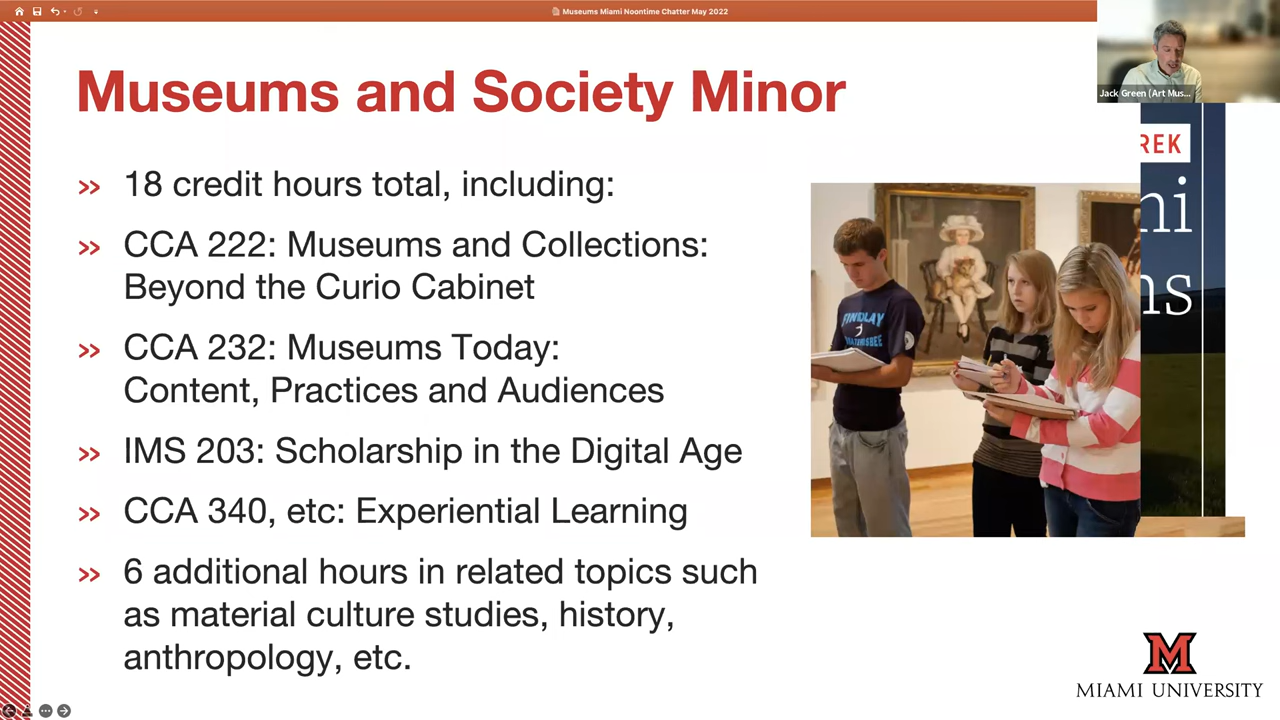 Museums Miami Noontime Chatter May 2022
Jack Green (Art Mus...
Museums and Society Minor
» 18 credit hours total, including:
» CCA 222: Museums and Collections:
Beyond the Curio Cabinet
» CCA 232: Museums Today:
Content, Practices and Audiences
» IMS 203: Scholarship in the Digital Age
» CCA 340, etc: Experiential Learning
» 6 additional hours in related topics such
as material culture studies, history,
anthropology, etc.
REK
ni
ns
FINDLAY
M
MIAMI UNIVERSITY